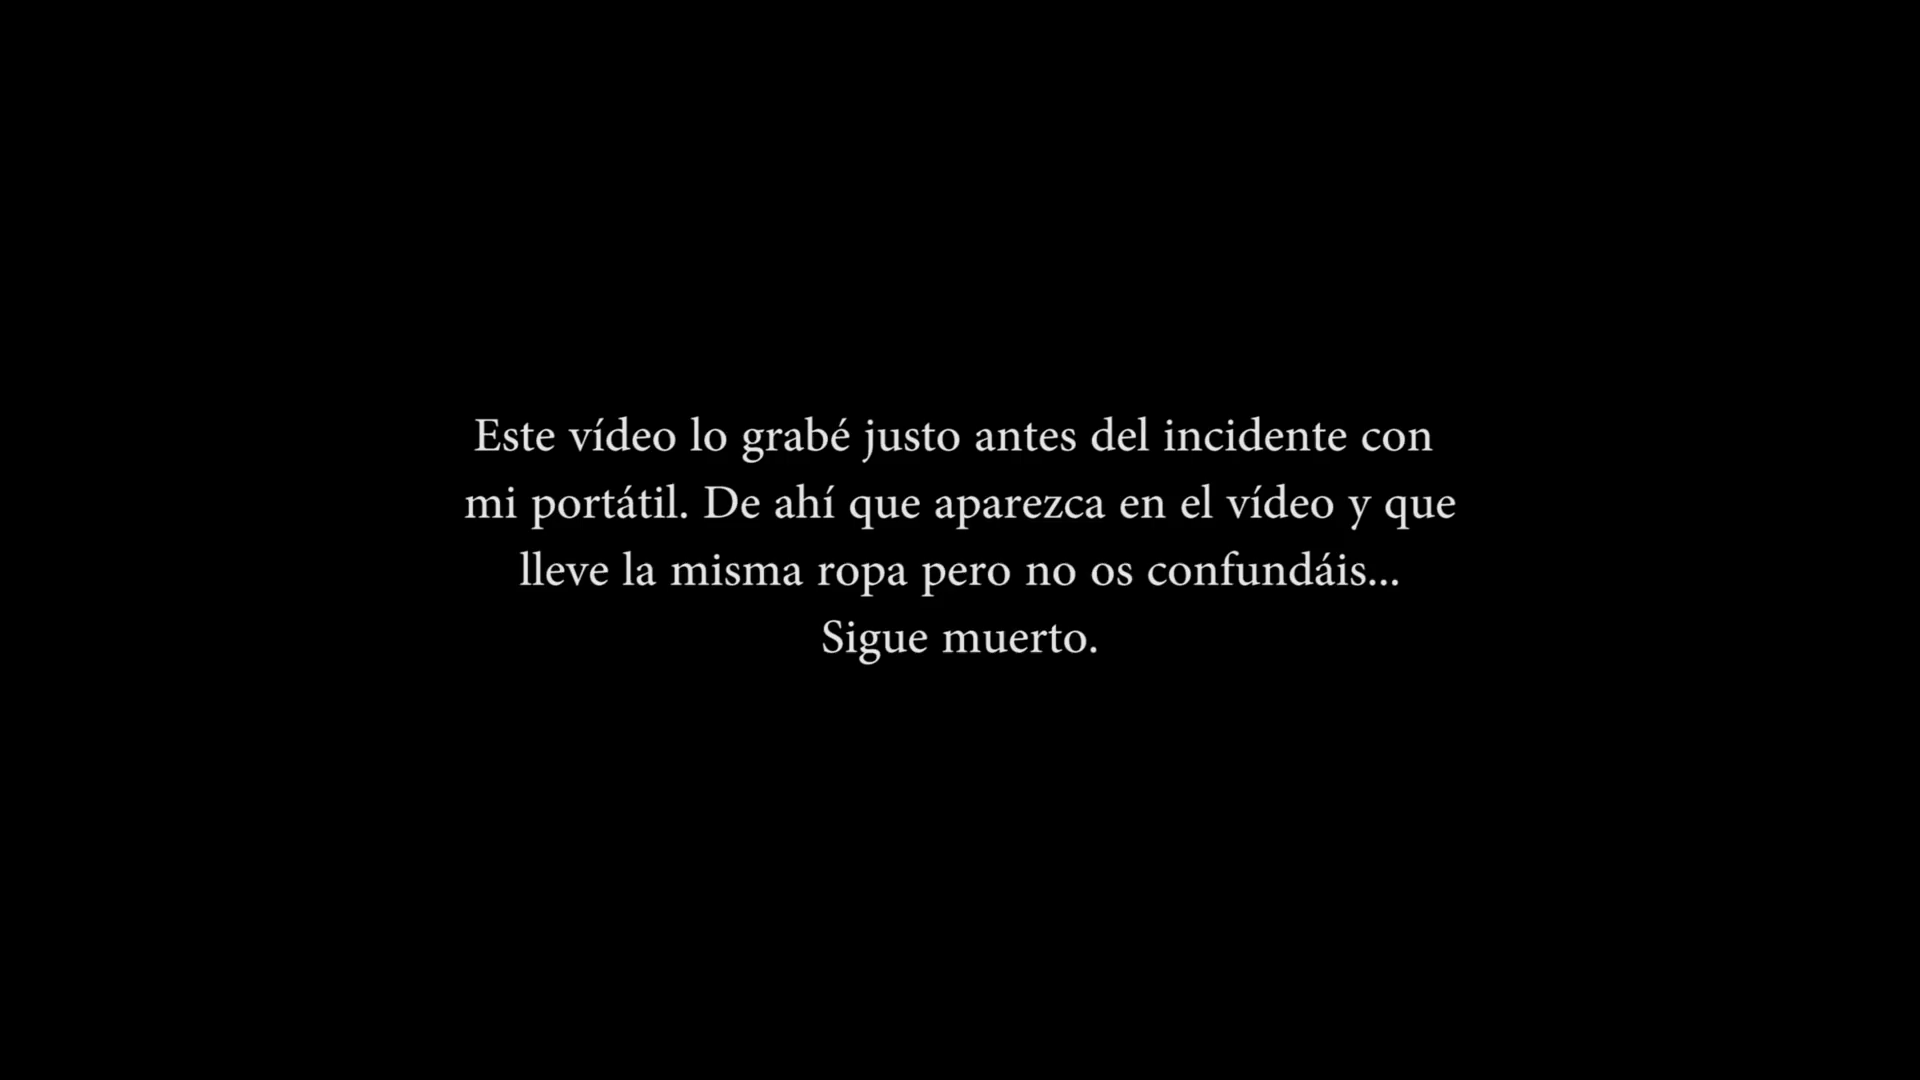 Este vídeo lo grabé justo antes del incidente con
mi portátil. De ahí que aparezca en el vídeo y que
lleve la misma ropa pero no os confundáis...
Sigue muerto.